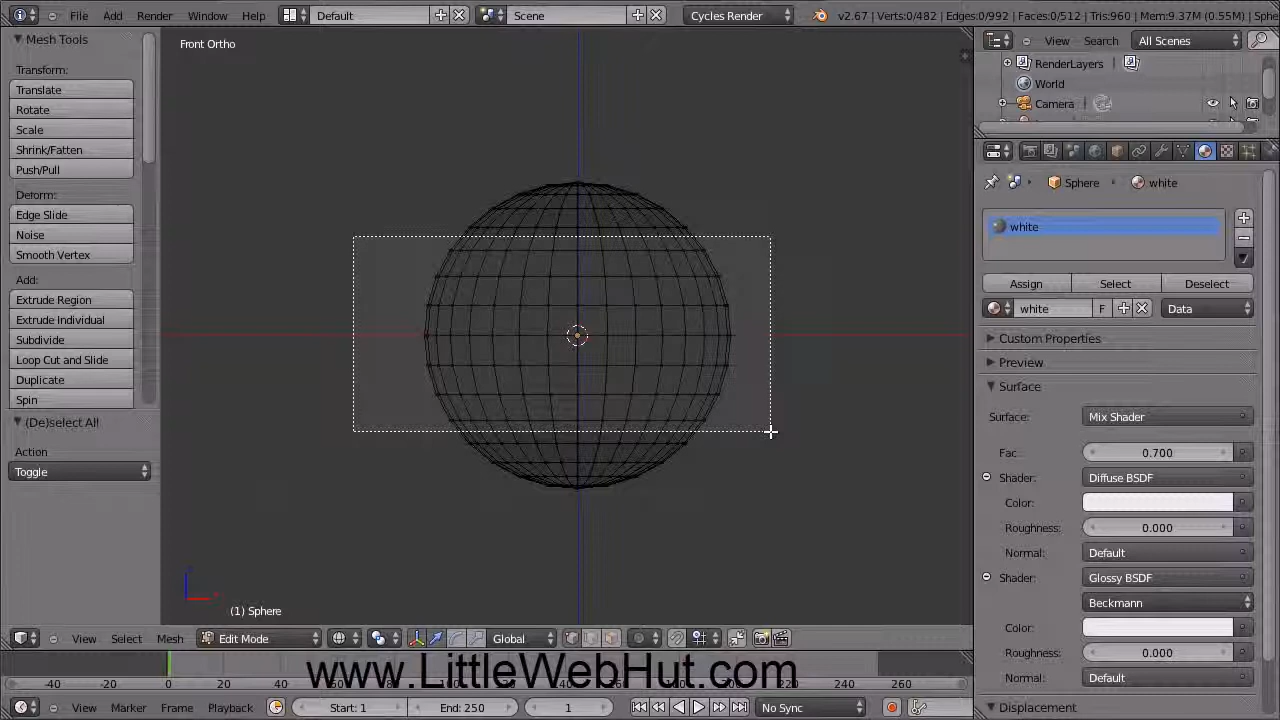 File Add Render Window Help Default Scene Cycles Render v2.67 | Verts:0/482 | Edges:0/992 | Faces:0/512 | Tris:960 | Mem:9.37M (0.55M) | Sphe
Mesh Tools
Transform:
Translate
Rotate
Scale
Shrink/Fatten
Push/Pull
Deform:
Edge Slide
Noise
Smooth Vertex
Add:
Extrude Region
Extrude Individual
Subdivide
Loop Cut and Slide
Duplicate
Spin
(De)select All
Action
Toggle
Front Ortho
(1) Sphere
View Search All Scenes
RenderLayers
World
Camera
Sphere white
white
Assign Select Deselect
white F Data
Custom Properties
Preview
Surface
Surface: Mix Shader
Fac: 0.700
Shader: Diffuse BSDF
Color:
Roughness: 0.000
Normal: Default
Shader: Glossy BSDF
Beckmann
Color:
Roughness: 0.000
Normal: Default
Displacement
View Select Mesh Edit Mode Global
www.LittleWebHut.com
-40 -20 0 20 40 60 200 220 240 260
View Marker Frame Playback Start: 1 End: 250 1 No Sync